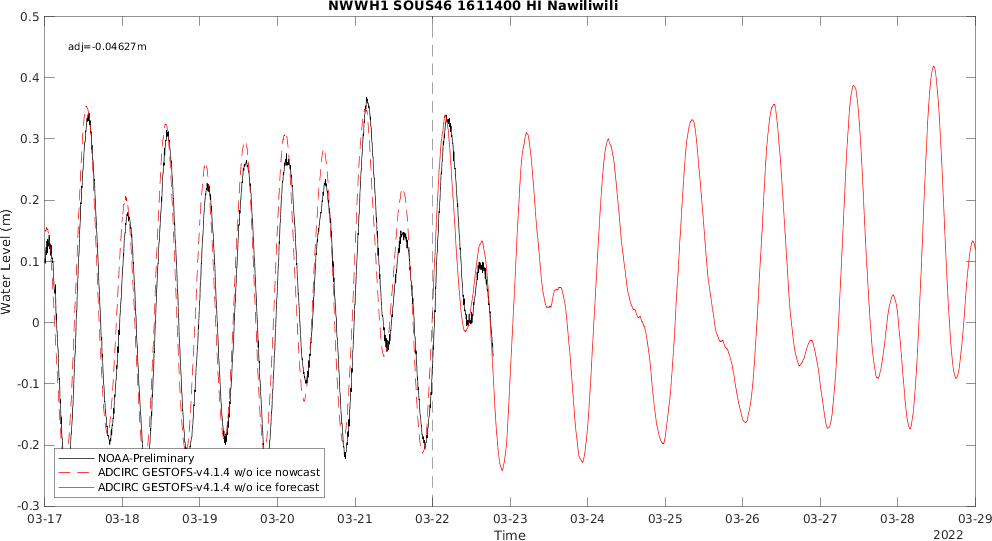 NWWH1 SOUS46 1611400 HI Nawiliwili
adj=-0.04627m
0.5
0.4
0.3
0.2
0.1
0
-0.1
-0.2
-0.3
Water Level (m)
NOAA-Preliminary
ADCIRC GESTOFS-v4.1.4 w/o ice nowcast
ADCIRC GESTOFS-v4.1.4 w/o ice forecast
03-17 03-18 03-19 03-20 03-21 03-22 03-23 03-24 03-25 03-26 03-27 03-28 03-29
Time
2022